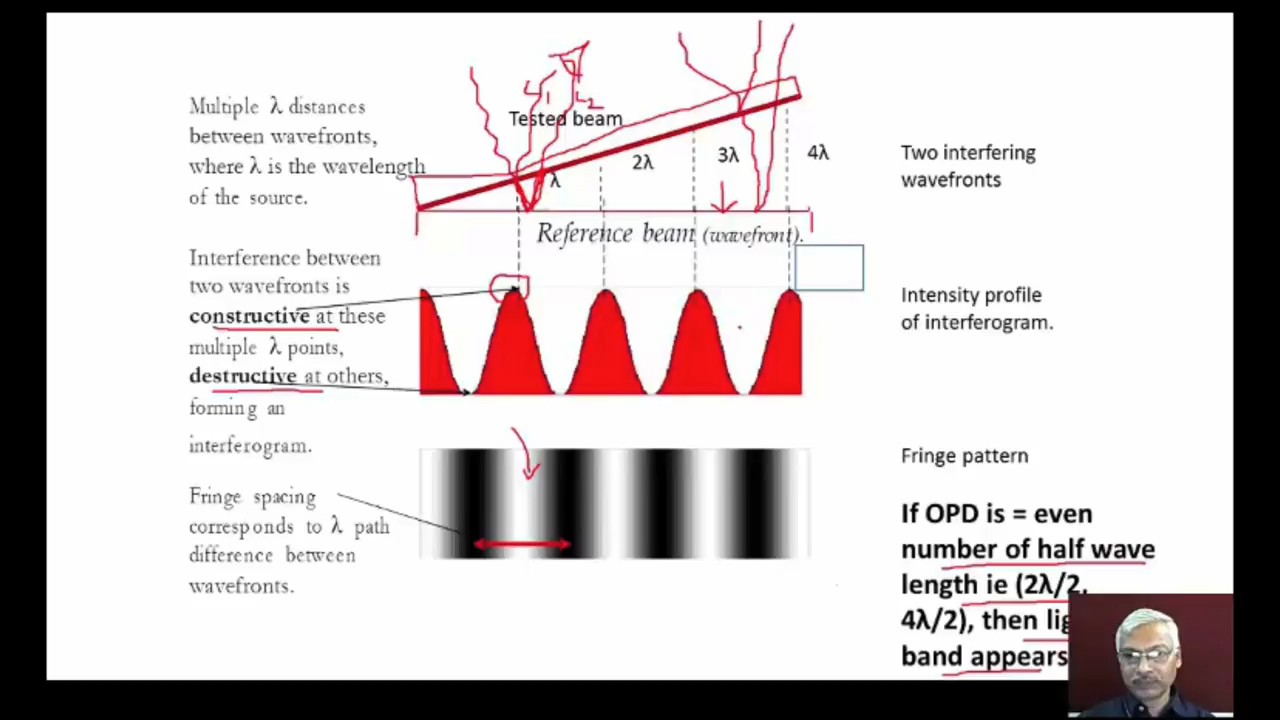 Multiple λ distances
between wavefronts,
where λ is the wavelength
of the source.
Interference between
two wavefronts is
constructive at these
multiple λ points,
destructive at others,
forming an
interferogram.
Fringe spacing
corresponds to λ path
difference between
wavefronts.
L1
L2
Tested beam
λ
2λ
3λ
4λ
Reference beam (wavefront).
Two interfering
wavefronts
Intensity profile
of interferogram.
Fringe pattern
If OPD is = even
number of half wave
length ie (2λ/2,
4λ/2), then
band appears